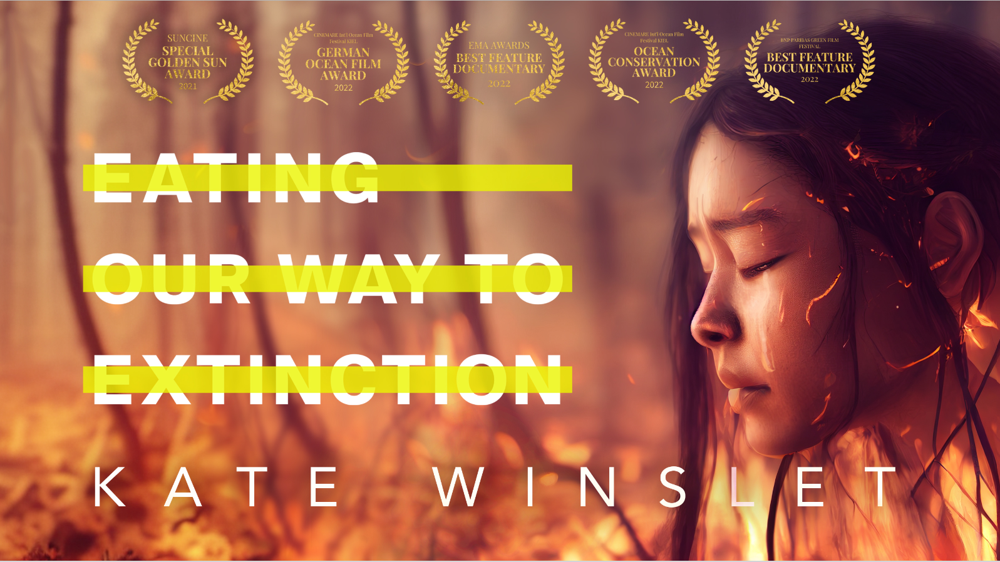 SUNCINE
SPECIAL
GOLDEN SUN
AWARD
2021
CINEMARE Int'l Ocean Film
Festival KIEL
GERMAN
OCEAN FILM
AWARD
2022
EMA AWARDS
BEST FEATURE
DOCUMENTARY
2022
CINEMARE Int'l Ocean Film
Festival KIEL
OCEAN
CONSERVATION
AWARD
2022
BNP PARIBAS GREEN FILM
FESTIVAL
BEST FEATURE
DOCUMENTARY
2022
EATING
OUR WAY TO
EXTINCTION
KATE WINSLET